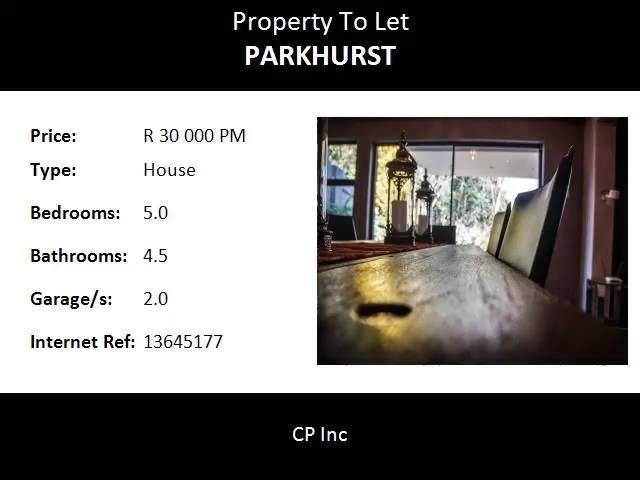 Property To Let
PARKHURST
Price: R 30 000 PM
Type: House
Bedrooms: 5.0
Bathrooms: 4.5
Garage/s: 2.0
Internet Ref: 13645177
CP Inc